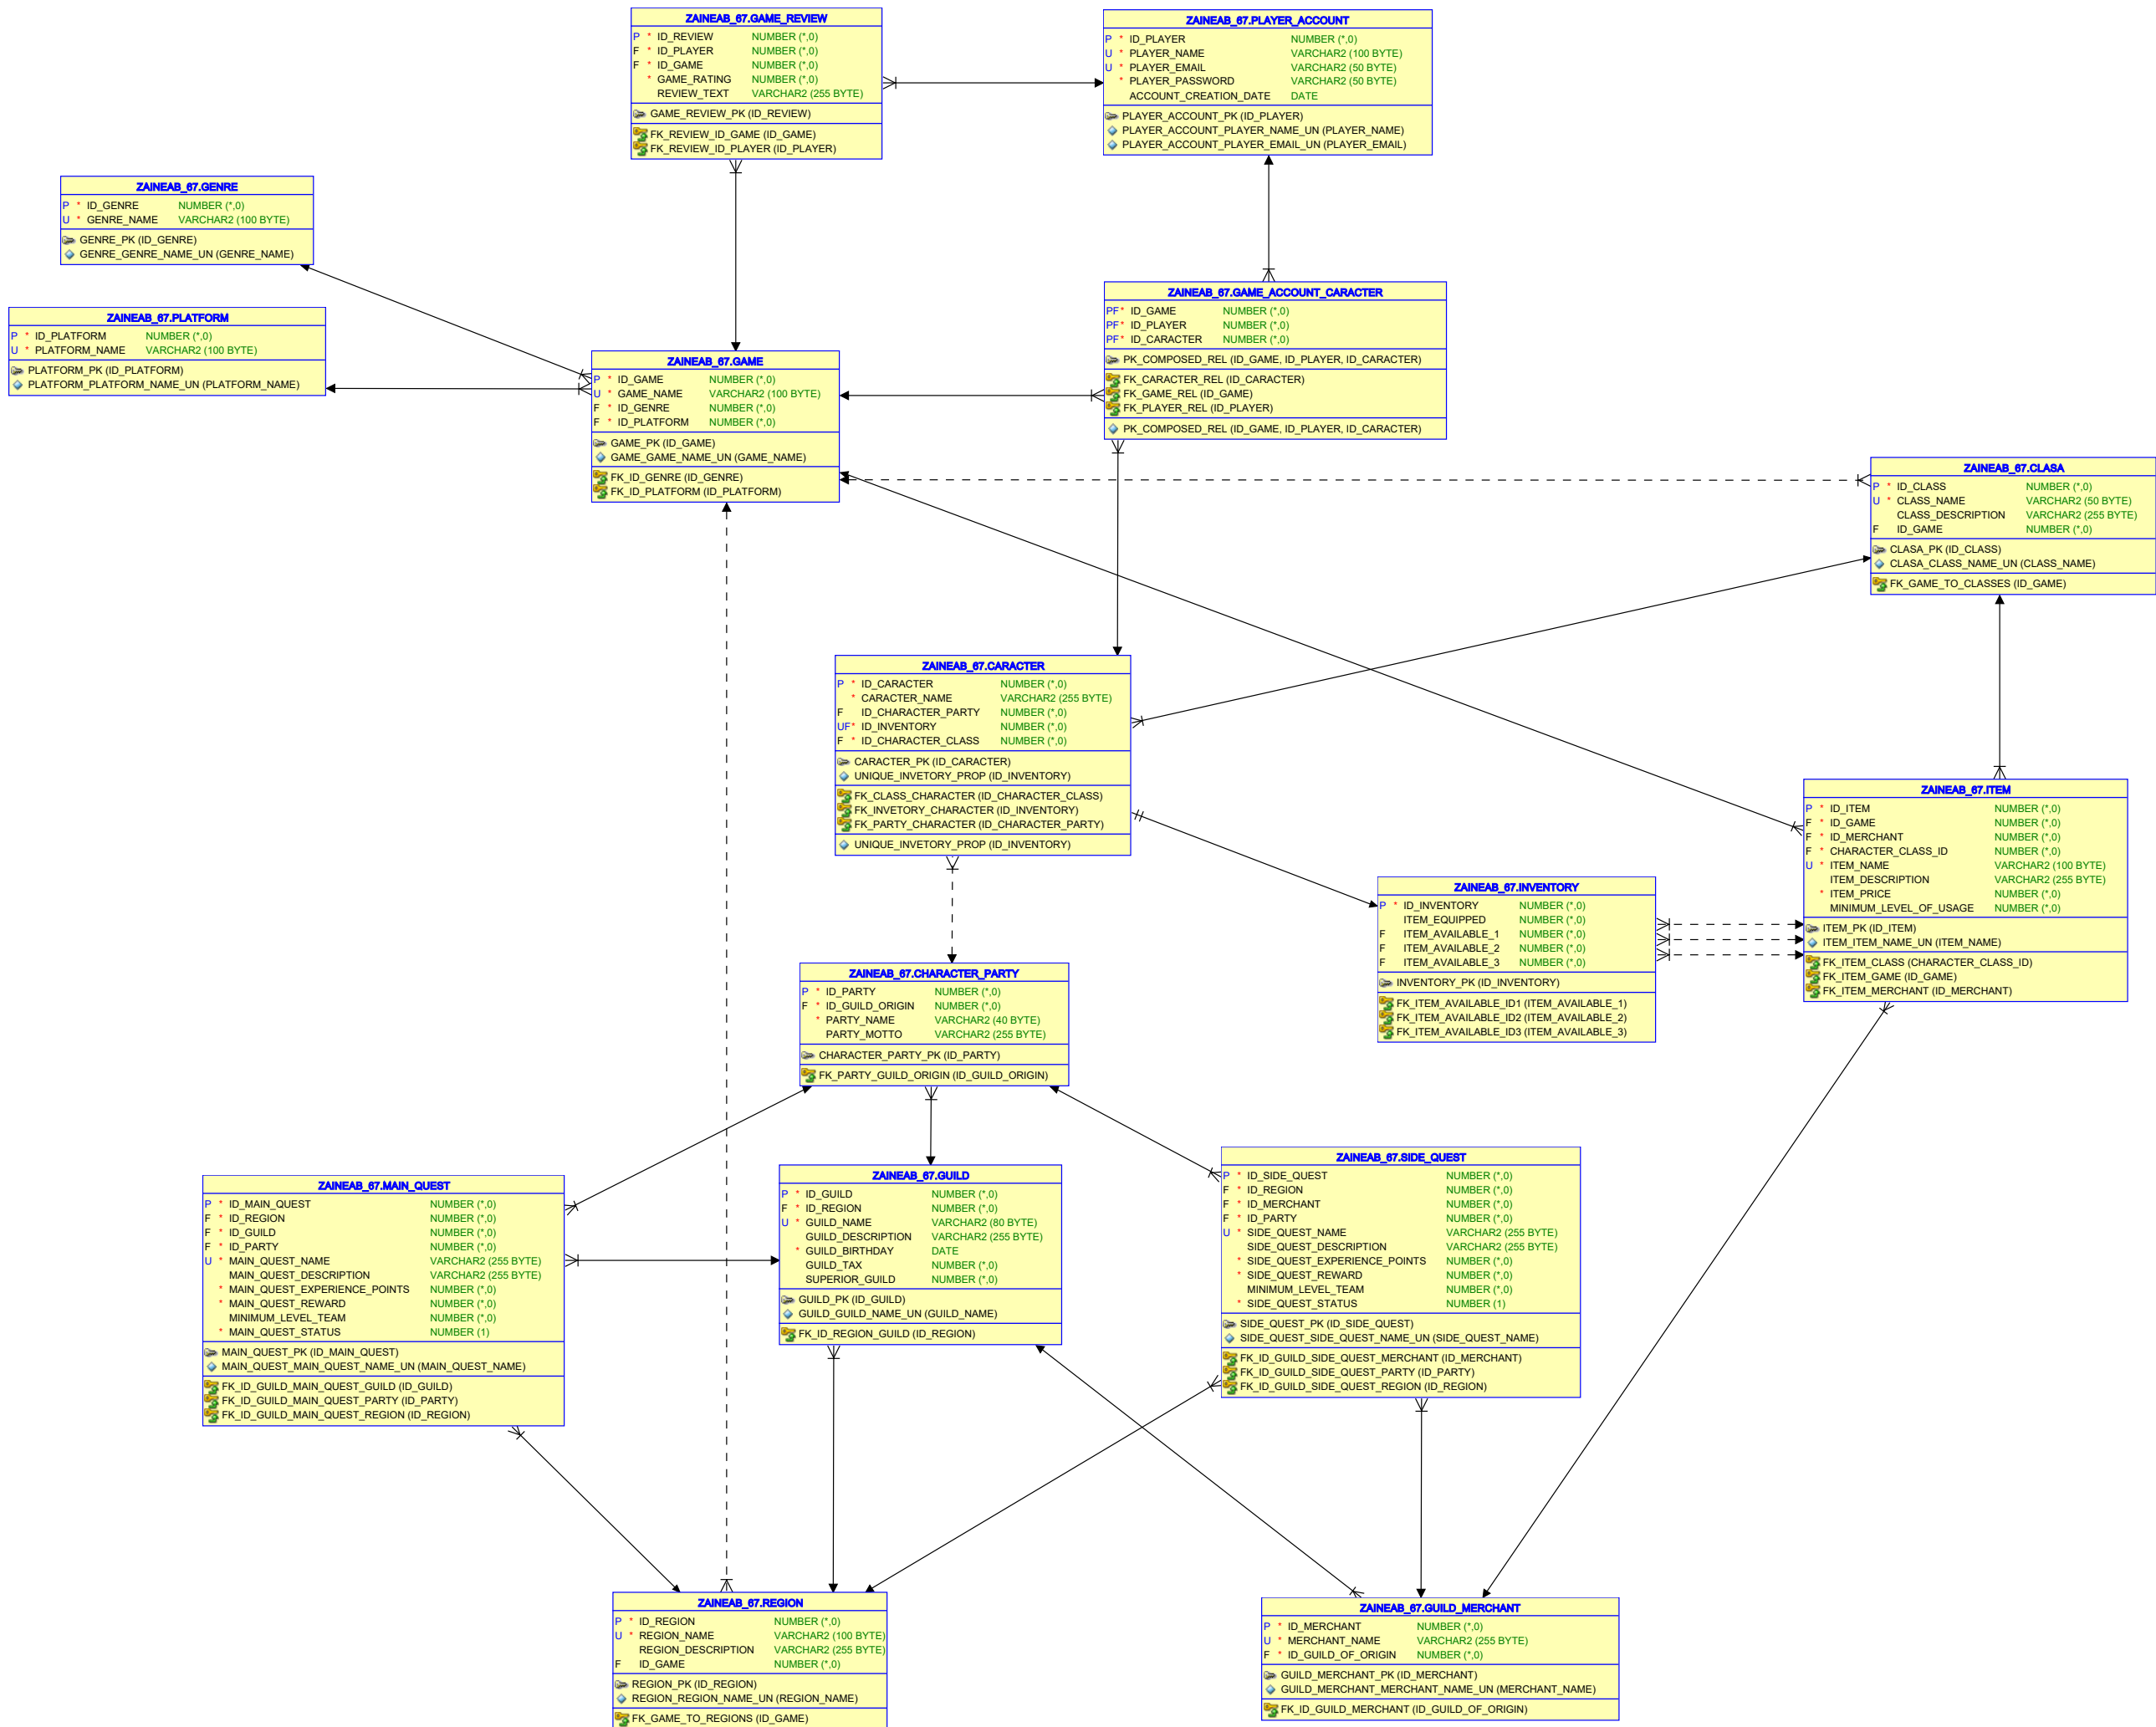 ZAINEAB_67.GAME_REVIEW
P * ID_REVIEW NUMBER (*,0)
F * ID_PLAYER NUMBER (*,0)
F * ID_GAME NUMBER (*,0)
* GAME_RATING NUMBER (*,0)
REVIEW_TEXT VARCHAR2 (255 BYTE)
GAME_REVIEW_PK (ID_REVIEW)
FK_REVIEW_ID_GAME (ID_GAME)
FK_REVIEW_ID_PLAYER (ID_PLAYER)
ZAINEAB_67.PLAYER_ACCOUNT
P * ID_PLAYER NUMBER (*,0)
U * PLAYER_NAME VARCHAR2 (100 BYTE)
U * PLAYER_EMAIL VARCHAR2 (50 BYTE)
* PLAYER_PASSWORD VARCHAR2 (50 BYTE)
ACCOUNT_CREATION_DATE DATE
PLAYER_ACCOUNT_PK (ID_PLAYER)
PLAYER_ACCOUNT_PLAYER_NAME_UN (PLAYER_NAME)
PLAYER_ACCOUNT_PLAYER_EMAIL_UN (PLAYER_EMAIL)
ZAINEAB_67.GENRE
P * ID_GENRE NUMBER (*,0)
U * GENRE_NAME VARCHAR2 (100 BYTE)
GENRE_PK (ID_GENRE)
GENRE_GENRE_NAME_UN (GENRE_NAME)
ZAINEAB_67.PLATFORM
P * ID_PLATFORM NUMBER (*,0)
U * PLATFORM_NAME VARCHAR2 (100 BYTE)
PLATFORM_PK (ID_PLATFORM)
PLATFORM_PLATFORM_NAME_UN (PLATFORM_NAME)
ZAINEAB_67.GAME
P * ID_GAME NUMBER (*,0)
U * GAME_NAME VARCHAR2 (100 BYTE)
F * ID_GENRE NUMBER (*,0)
F * ID_PLATFORM NUMBER (*,0)
GAME_PK (ID_GAME)
GAME_GAME_NAME_UN (GAME_NAME)
FK_ID_GENRE (ID_GENRE)
FK_ID_PLATFORM (ID_PLATFORM)
ZAINEAB_67.GAME_ACCOUNT_CARACTER
PF* ID_GAME NUMBER (*,0)
PF* ID_PLAYER NUMBER (*,0)
PF* ID_CARACTER NUMBER (*,0)
PK_COMPOSED_REL (ID_GAME, ID_PLAYER, ID_CARACTER)
FK_CARACTER_REL (ID_CARACTER)
FK_GAME_REL (ID_GAME)
FK_PLAYER_REL (ID_PLAYER)
PK_COMPOSED_REL (ID_GAME, ID_PLAYER, ID_CARACTER)
ZAINEAB_67.CLASA
P * ID_CLASS NUMBER (*,0)
U * CLASS_NAME VARCHAR2 (50 BYTE)
CLASS_DESCRIPTION VARCHAR2 (255 BYTE)
F ID_GAME NUMBER (*,0)
CLASA_PK (ID_CLASS)
CLASA_CLASS_NAME_UN (CLASS_NAME)
FK_GAME_TO_CLASSES (ID_GAME)
ZAINEAB_67.CARACTER
P * ID_CARACTER NUMBER (*,0)
* CARACTER_NAME VARCHAR2 (255 BYTE)
F ID_CHARACTER_PARTY NUMBER (*,0)
UF* ID_INVENTORY NUMBER (*,0)
F * ID_CHARACTER_CLASS NUMBER (*,0)
CARACTER_PK (ID_CARACTER)
UNIQUE_INVETORY_PROP (ID_INVENTORY)
FK_CLASS_CHARACTER (ID_CHARACTER_CLASS)
FK_INVETORY_CHARACTER (ID_INVENTORY)
FK_PARTY_CHARACTER (ID_CHARACTER_PARTY)
UNIQUE_INVETORY_PROP (ID_INVENTORY)
ZAINEAB_67.ITEM
P * ID_ITEM NUMBER (*,0)
F * ID_GAME NUMBER (*,0)
F * ID_MERCHANT NUMBER (*,0)
F * CHARACTER_CLASS_ID NUMBER (*,0)
U * ITEM_NAME VARCHAR2 (100 BYTE)
ITEM_DESCRIPTION VARCHAR2 (255 BYTE)
* ITEM_PRICE NUMBER (*,0)
MINIMUM_LEVEL_OF_USAGE NUMBER (*,0)
ITEM_PK (ID_ITEM)
ITEM_ITEM_NAME_UN (ITEM_NAME)
FK_ITEM_CLASS (CHARACTER_CLASS_ID)
FK_ITEM_GAME (ID_GAME)
FK_ITEM_MERCHANT (ID_MERCHANT)
ZAINEAB_67.INVENTORY
P * ID_INVENTORY NUMBER (*,0)
ITEM_EQUIPPED NUMBER (*,0)
F ITEM_AVAILABLE_1 NUMBER (*,0)
F ITEM_AVAILABLE_2 NUMBER (*,0)
F ITEM_AVAILABLE_3 NUMBER (*,0)
INVENTORY_PK (ID_INVENTORY)
FK_ITEM_AVAILABLE_ID1 (ITEM_AVAILABLE_1)
FK_ITEM_AVAILABLE_ID2 (ITEM_AVAILABLE_2)
FK_ITEM_AVAILABLE_ID3 (ITEM_AVAILABLE_3)
ZAINEAB_67.CHARACTER_PARTY
P * ID_PARTY NUMBER (*,0)
F * ID_GUILD_ORIGIN NUMBER (*,0)
* PARTY_NAME VARCHAR2 (40 BYTE)
PARTY_MOTTO VARCHAR2 (255 BYTE)
CHARACTER_PARTY_PK (ID_PARTY)
FK_PARTY_GUILD_ORIGIN (ID_GUILD_ORIGIN)
ZAINEAB_67.MAIN_QUEST
P * ID_MAIN_QUEST NUMBER (*,0)
F * ID_REGION NUMBER (*,0)
F * ID_GUILD NUMBER (*,0)
F * ID_PARTY NUMBER (*,0)
U * MAIN_QUEST_NAME VARCHAR2 (255 BYTE)
MAIN_QUEST_DESCRIPTION VARCHAR2 (255 BYTE)
* MAIN_QUEST_EXPERIENCE_POINTS NUMBER (*,0)
* MAIN_QUEST_REWARD NUMBER (*,0)
MINIMUM_LEVEL_TEAM NUMBER (*,0)
* MAIN_QUEST_STATUS NUMBER (1)
MAIN_QUEST_PK (ID_MAIN_QUEST)
MAIN_QUEST_MAIN_QUEST_NAME_UN (MAIN_QUEST_NAME)
FK_ID_GUILD_MAIN_QUEST_GUILD (ID_GUILD)
FK_ID_GUILD_MAIN_QUEST_PARTY (ID_PARTY)
FK_ID_GUILD_MAIN_QUEST_REGION (ID_REGION)
ZAINEAB_67.GUILD
P * ID_GUILD NUMBER (*,0)
F * ID_REGION NUMBER (*,0)
U * GUILD_NAME VARCHAR2 (80 BYTE)
GUILD_DESCRIPTION VARCHAR2 (255 BYTE)
* GUILD_BIRTHDAY DATE
GUILD_TAX NUMBER (*,0)
SUPERIOR_GUILD NUMBER (*,0)
GUILD_PK (ID_GUILD)
GUILD_GUILD_NAME_UN (GUILD_NAME)
FK_ID_REGION_GUILD (ID_REGION)
ZAINEAB_67.SIDE_QUEST
P * ID_SIDE_QUEST NUMBER (*,0)
F * ID_REGION NUMBER (*,0)
F * ID_MERCHANT NUMBER (*,0)
F * ID_PARTY NUMBER (*,0)
U * SIDE_QUEST_NAME VARCHAR2 (255 BYTE)
SIDE_QUEST_DESCRIPTION VARCHAR2 (255 BYTE)
* SIDE_QUEST_EXPERIENCE_POINTS NUMBER (*,0)
* SIDE_QUEST_REWARD NUMBER (*,0)
MINIMUM_LEVEL_TEAM NUMBER (*,0)
* SIDE_QUEST_STATUS NUMBER (1)
SIDE_QUEST_PK (ID_SIDE_QUEST)
SIDE_QUEST_SIDE_QUEST_NAME_UN (SIDE_QUEST_NAME)
FK_ID_GUILD_SIDE_QUEST_MERCHANT (ID_MERCHANT)
FK_ID_GUILD_SIDE_QUEST_PARTY (ID_PARTY)
FK_ID_GUILD_SIDE_QUEST_REGION (ID_REGION)
ZAINEAB_67.REGION
P * ID_REGION NUMBER (*,0)
U * REGION_NAME VARCHAR2 (100 BYTE)
REGION_DESCRIPTION VARCHAR2 (255 BYTE)
F ID_GAME NUMBER (*,0)
REGION_PK (ID_REGION)
REGION_REGION_NAME_UN (REGION_NAME)
FK_GAME_TO_REGIONS (ID_GAME)
ZAINEAB_67.GUILD_MERCHANT
P * ID_MERCHANT NUMBER (*,0)
U * MERCHANT_NAME VARCHAR2 (255 BYTE)
F * ID_GUILD_OF_ORIGIN NUMBER (*,0)
GUILD_MERCHANT_PK (ID_MERCHANT)
GUILD_MERCHANT_MERCHANT_NAME_UN (MERCHANT_NAME)
FK_ID_GUILD_MERCHANT (ID_GUILD_OF_ORIGIN)